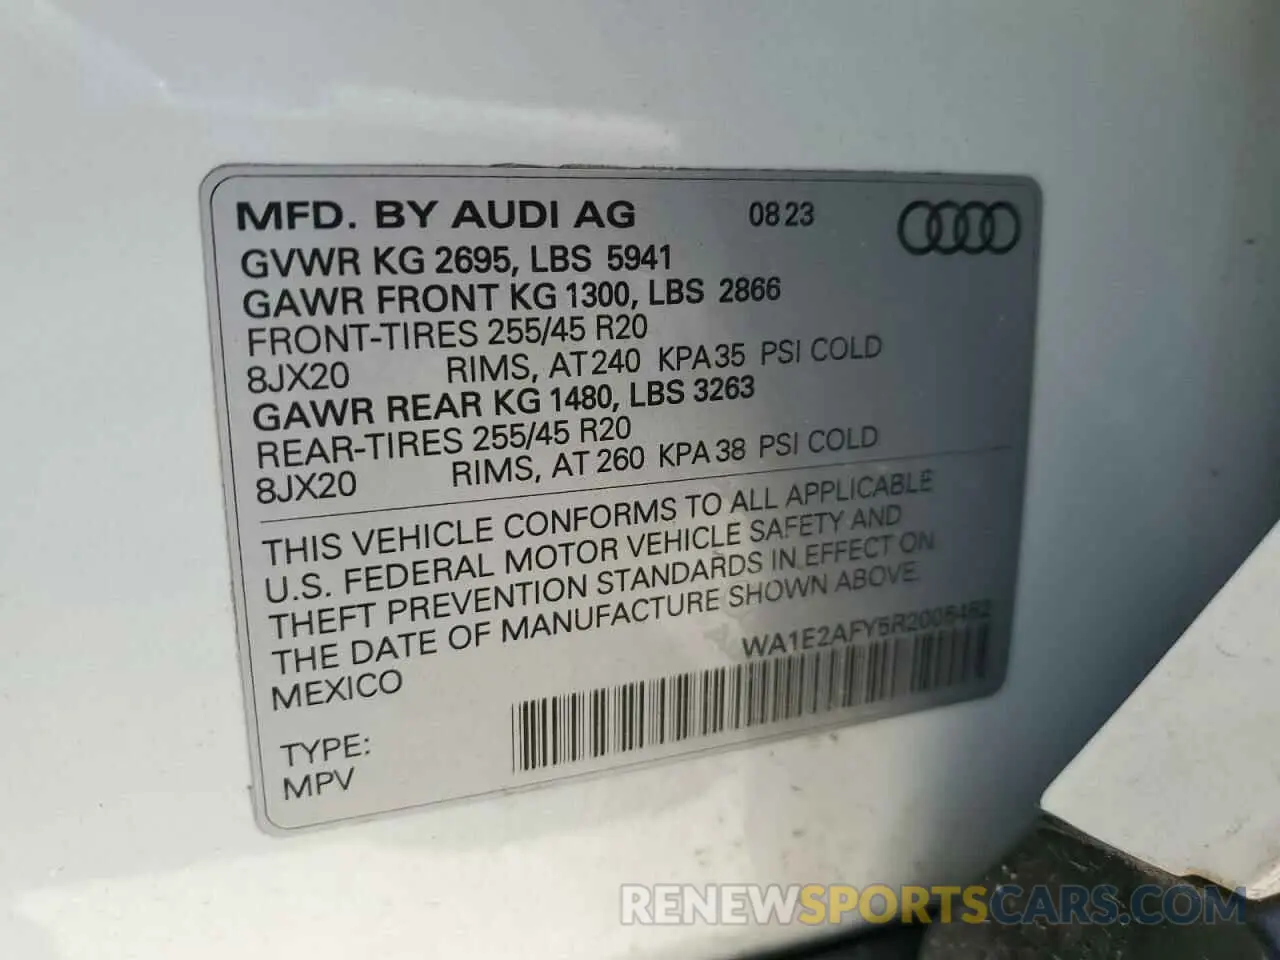 MFD. BY AUDI AG 08 23
GVWR KG 2695, LBS 5941
GAWR FRONT KG 1300, LBS 2866
FRONT-TIRES 255/45 R20
8JX20 RIMS, AT 240 KPA 35 PSI COLD
GAWR REAR KG 1480, LBS 3263
REAR-TIRES 255/45 R20
8JX20 RIMS, AT 260 KPA 38 PSI COLD
THIS VEHICLE CONFORMS TO ALL APPLICABLE
U.S. FEDERAL MOTOR VEHICLE SAFETY AND
THEFT PREVENTION STANDARDS IN EFFECT ON
THE DATE OF MANUFACTURE SHOWN ABOVE.
MEXICO
TYPE:
MPV
RENEWSPORTSCARS.COM